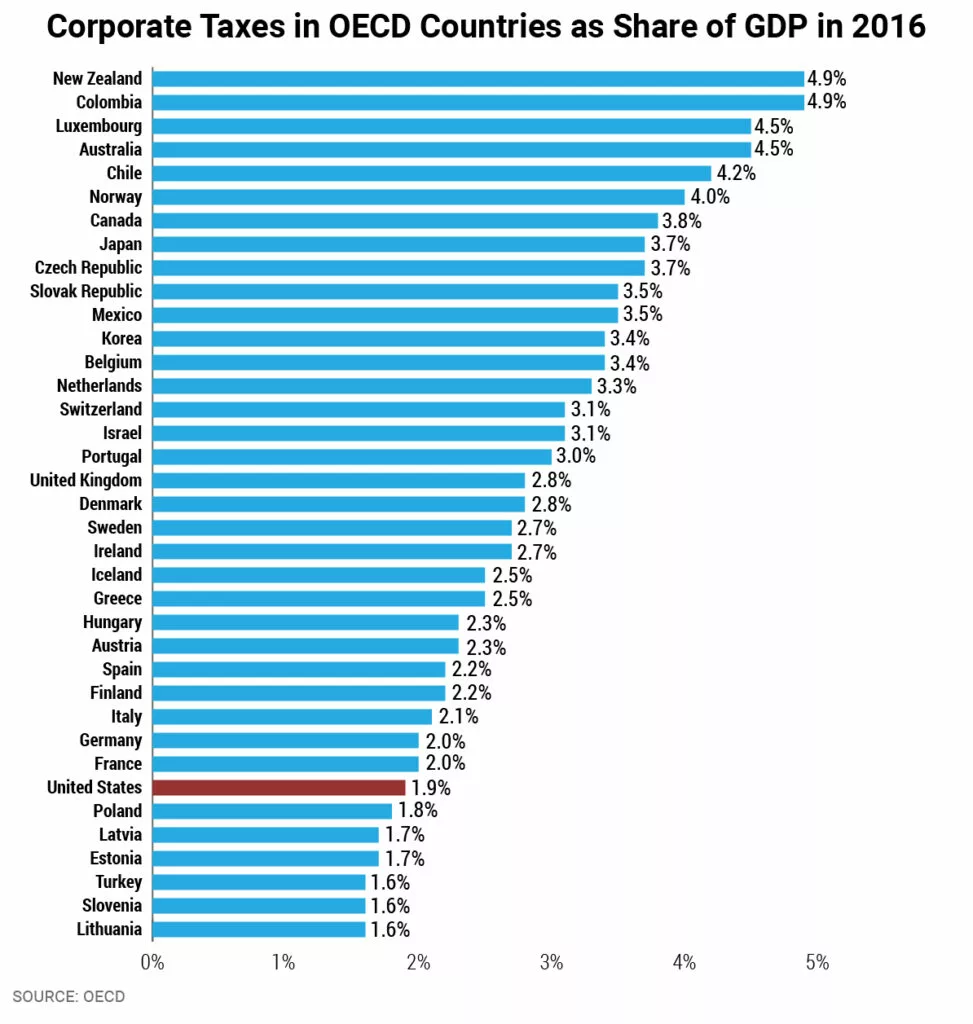 Corporate Taxes in OECD Countries as Share of GDP in 2016
New Zealand 4.9%
Colombia 4.9%
Luxembourg 4.5%
Australia 4.5%
Chile 4.2%
Norway 4.0%
Canada 3.8%
Japan 3.7%
Czech Republic 3.7%
Slovak Republic 3.5%
Mexico 3.5%
Korea 3.4%
Belgium 3.4%
Netherlands 3.3%
Switzerland 3.1%
Israel 3.1%
Portugal 3.0%
United Kingdom 2.8%
Denmark 2.8%
Sweden 2.7%
Ireland 2.7%
Iceland 2.5%
Greece 2.5%
Hungary 2.3%
Austria 2.3%
Spain 2.2%
Finland 2.2%
Italy 2.1%
Germany 2.0%
France 2.0%
United States 1.9%
Poland 1.8%
Latvia 1.7%
Estonia 1.7%
Turkey 1.6%
Slovenia 1.6%
Lithuania 1.6%
0% 1% 2% 3% 4% 5%
SOURCE: OECD